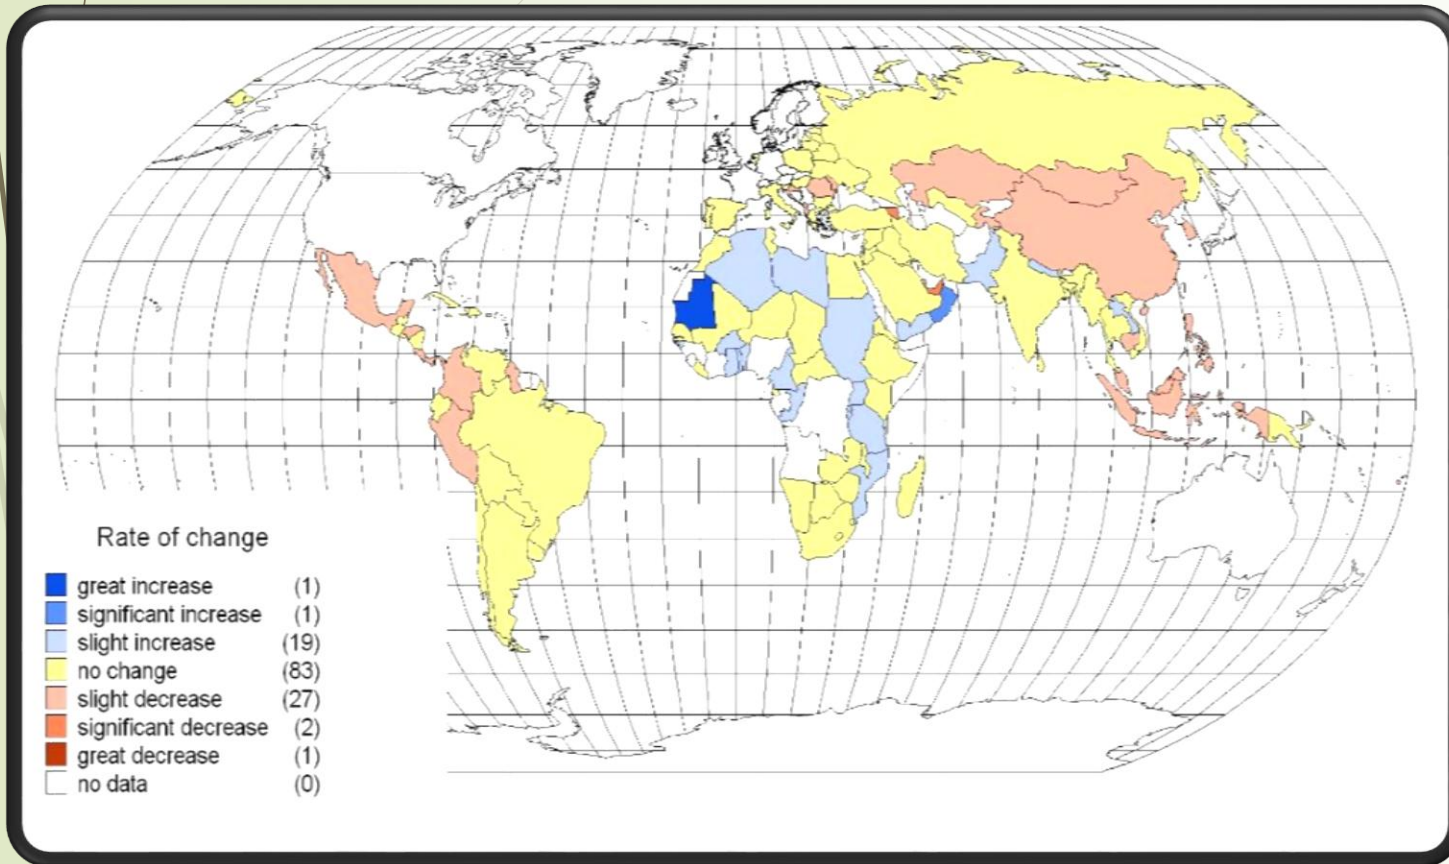 Rate of change
great increase (1)
significant increase (1)
slight increase (19)
no change (83)
slight decrease (27)
significant decrease (2)
great decrease (1)
no data (0)